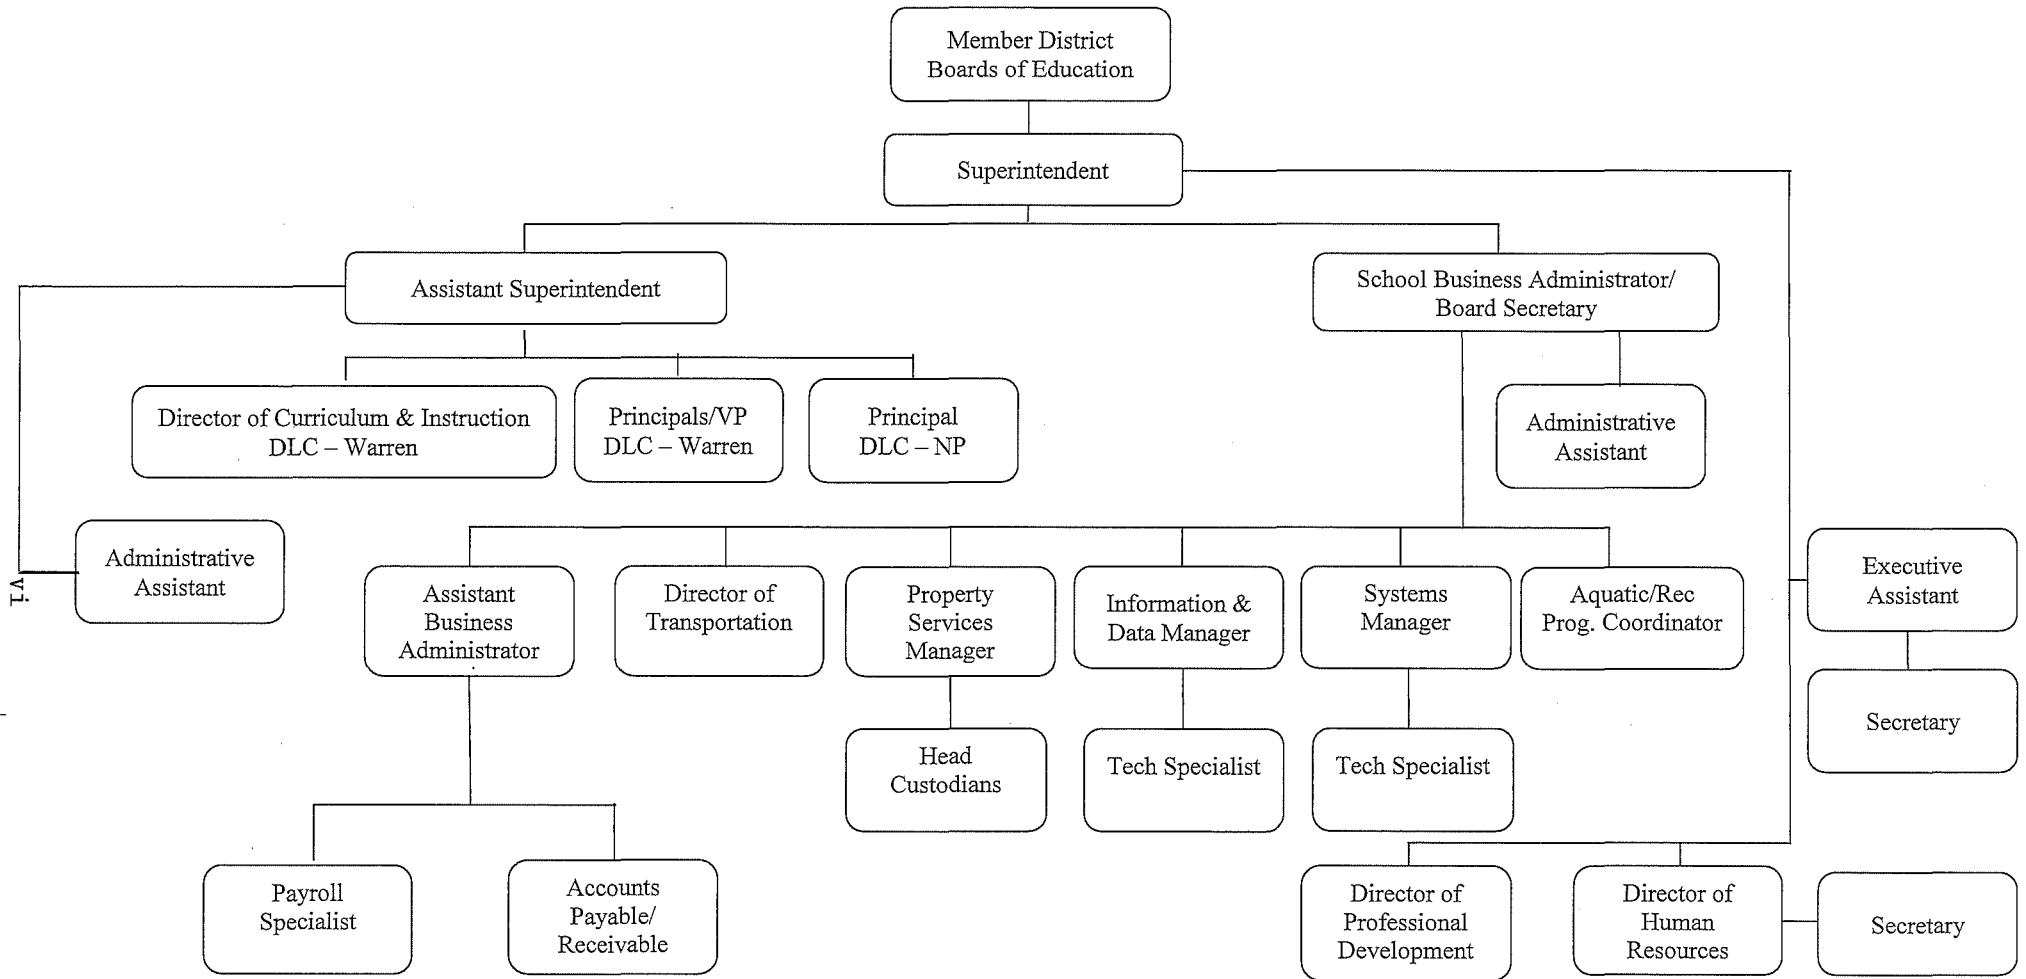 Member District
Boards of Education
Superintendent
Assistant Superintendent
School Business Administrator/
Board Secretary
Director of Curriculum & Instruction
DLC – Warren
Principals/VP
DLC – Warren
Principal
DLC – NP
Administrative
Assistant
Administrative
Assistant
vi
Assistant
Business
Administrator
Director of
Transportation
Property
Services
Manager
Information &
Data Manager
Systems
Manager
Aquatic/Rec
Prog. Coordinator
Executive
Assistant
Secretary
Head
Custodians
Tech Specialist
Tech Specialist
Payroll
Specialist
Accounts
Payable/
Receivable
Director of
Professional
Development
Director of
Human
Resources
Secretary